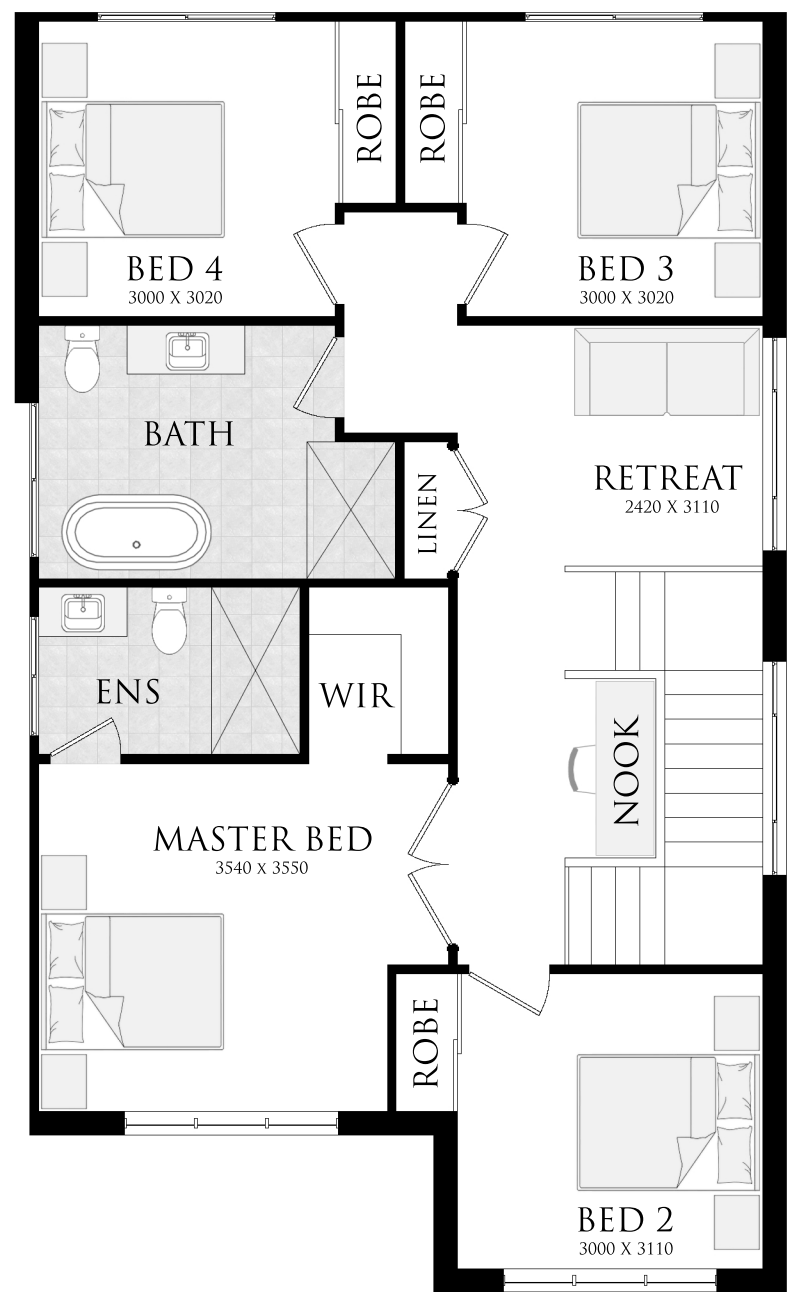 ROBE
ROBE
BED 4
3000 X 3020
BED 3
3000 X 3020
BATH
RETREAT
2420 X 3110
LINEN
ENS
WIR
NOOK
MASTER BED
3540 X 3550
ROBE
BED 2
3000 X 3110